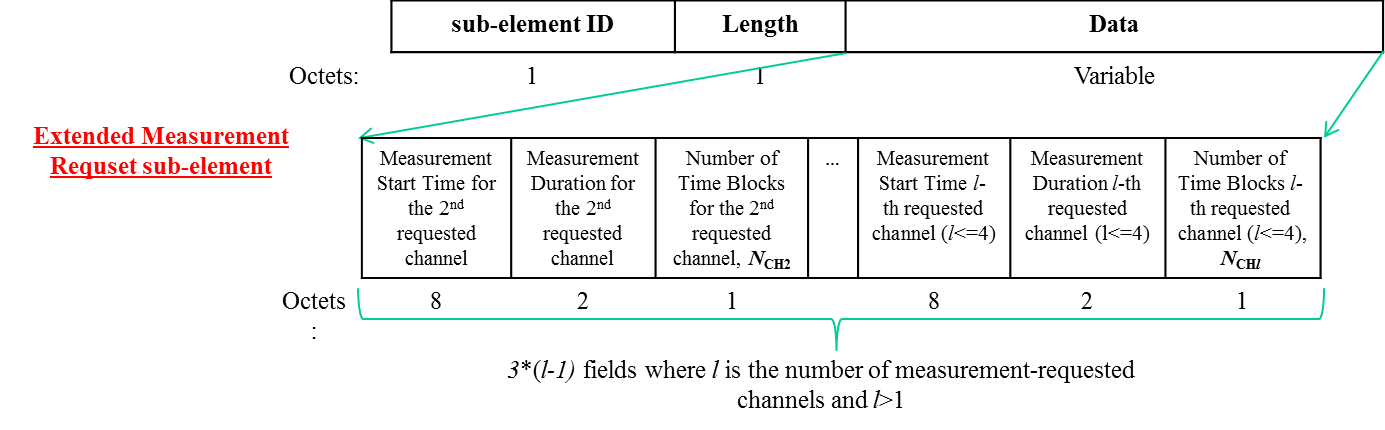 sub-element ID Length Data
Octets: 1 1 Variable
Extended Measurement
Requset sub-element
Measurement
Start Time for
the 2nd
requested
channel
Measurement
Duration for
the 2nd
requested
channel
Number of
Time Blocks
for the 2nd
requested
channel, NCH2
...
Measurement
Start Time l-
th requested
channel (l<=4)
Measurement
Duration l-th
requested
channel (l<=4)
Number of
Time Blocks l-
th requested
channel (l<=4),
NCHl
Octets 8 2 1 8 2 1
:
3*(l-1) fields where l is the number of measurement-requested
channels and l>1